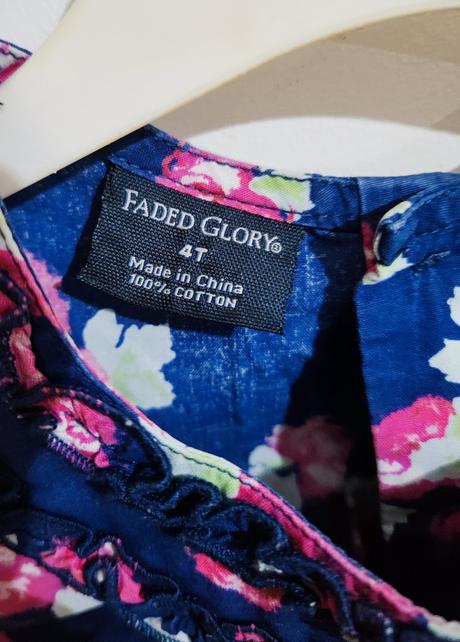 FADED GLORY®
4T
Made in China
100% COTTON